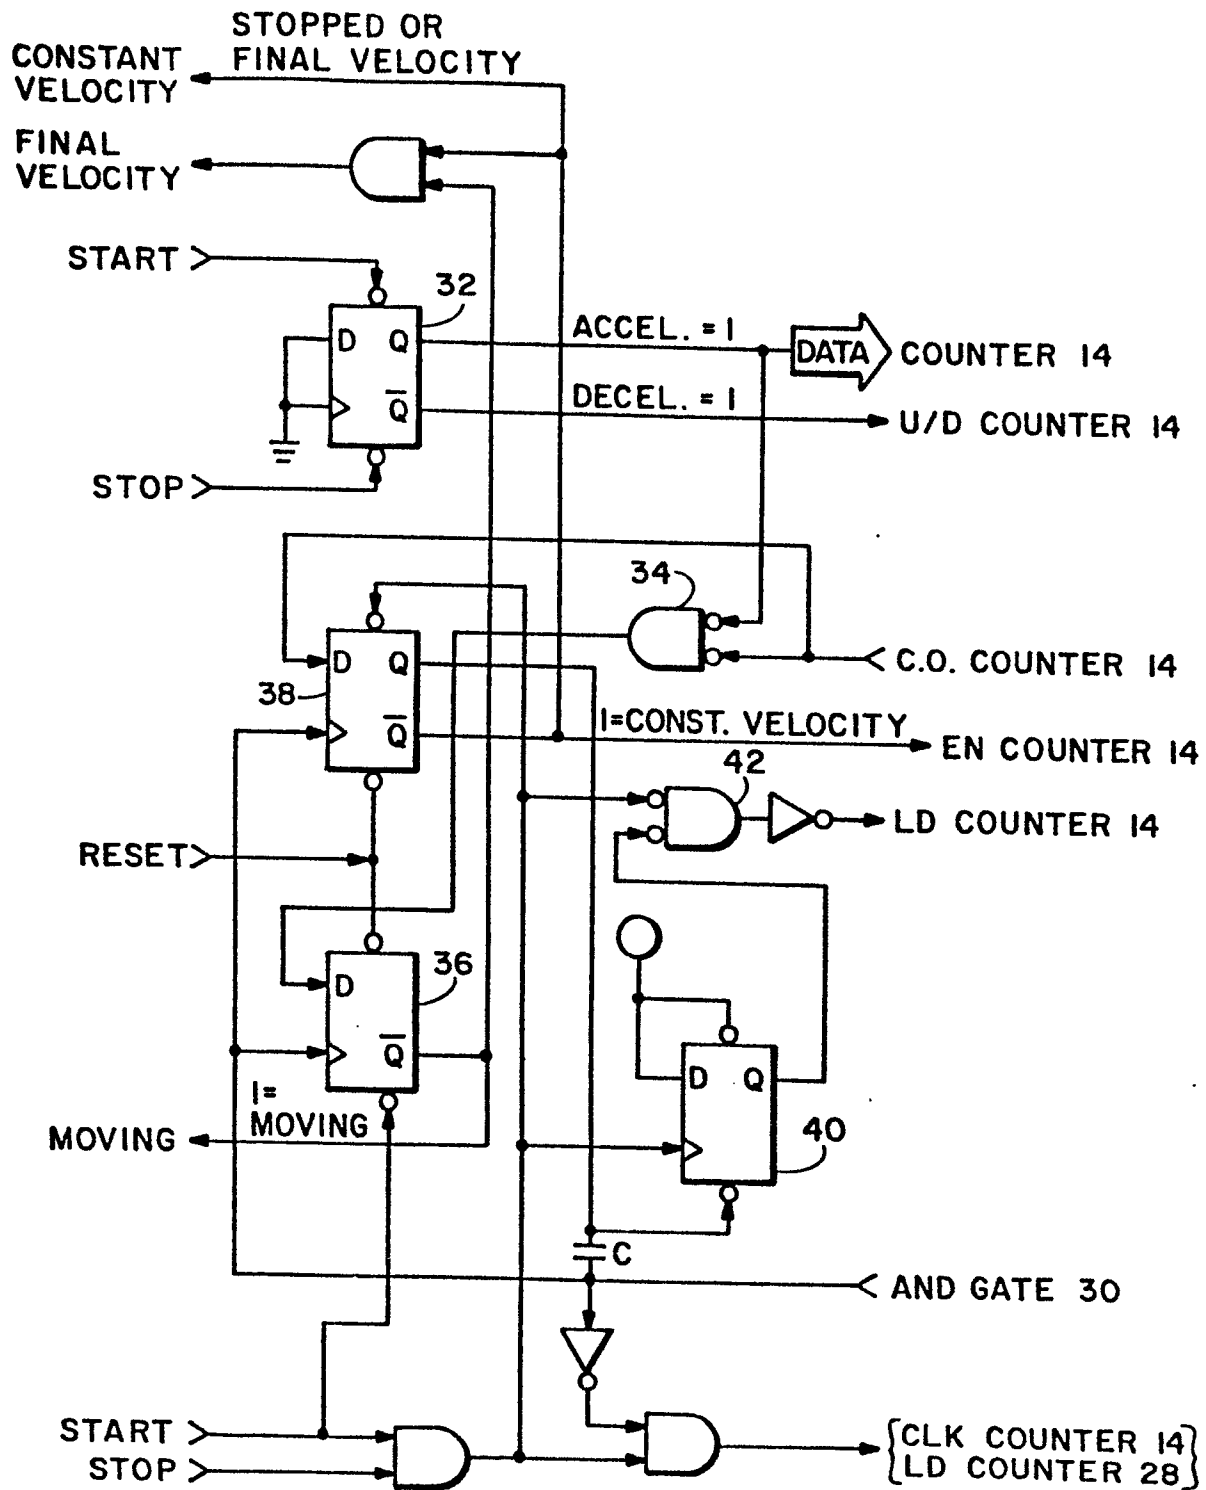 STOPPED OR
FINAL VELOCITY
CONSTANT
VELOCITY
FINAL
VELOCITY
START
32
D Q
Q̅
ACCEL. = 1
DATA
COUNTER 14
DECEL. = 1
U/D COUNTER 14
STOP
34
D Q
Q̅
38
C.O. COUNTER 14
1=CONST. VELOCITY
EN COUNTER 14
42
LD COUNTER 14
RESET
36
D
Q̅
1=
MOVING
MOVING
D Q
40
C
AND GATE 30
START
STOP
{CLK COUNTER 14}
{LD COUNTER 28}